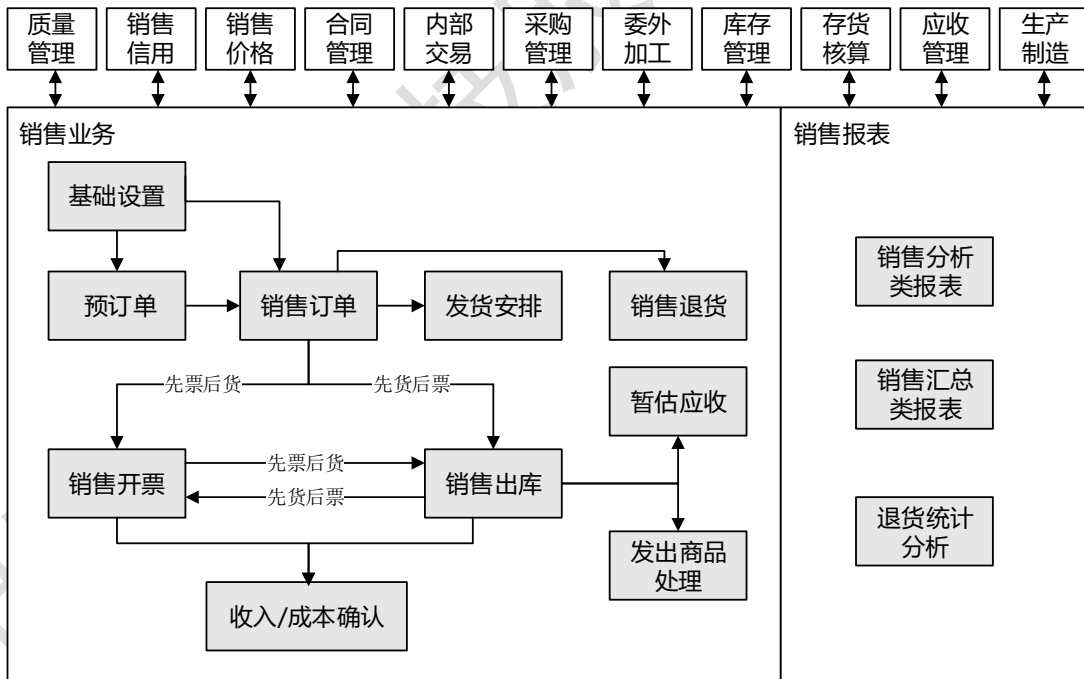 质量
管理
销售
信用
销售
价格
合同
管理
内部
交易
采购
管理
委外
加工
库存
管理
存货
核算
应收
管理
生产
制造
销售业务
销售报表
基础设置
预订单
销售订单
发货安排
销售退货
销售分析
类报表
先票后货
先货后票
暂估应收
销售汇总
类报表
销售开票
先票后货
先货后票
销售出库
发出商品
处理
退货统计
分析
收入/成本确认